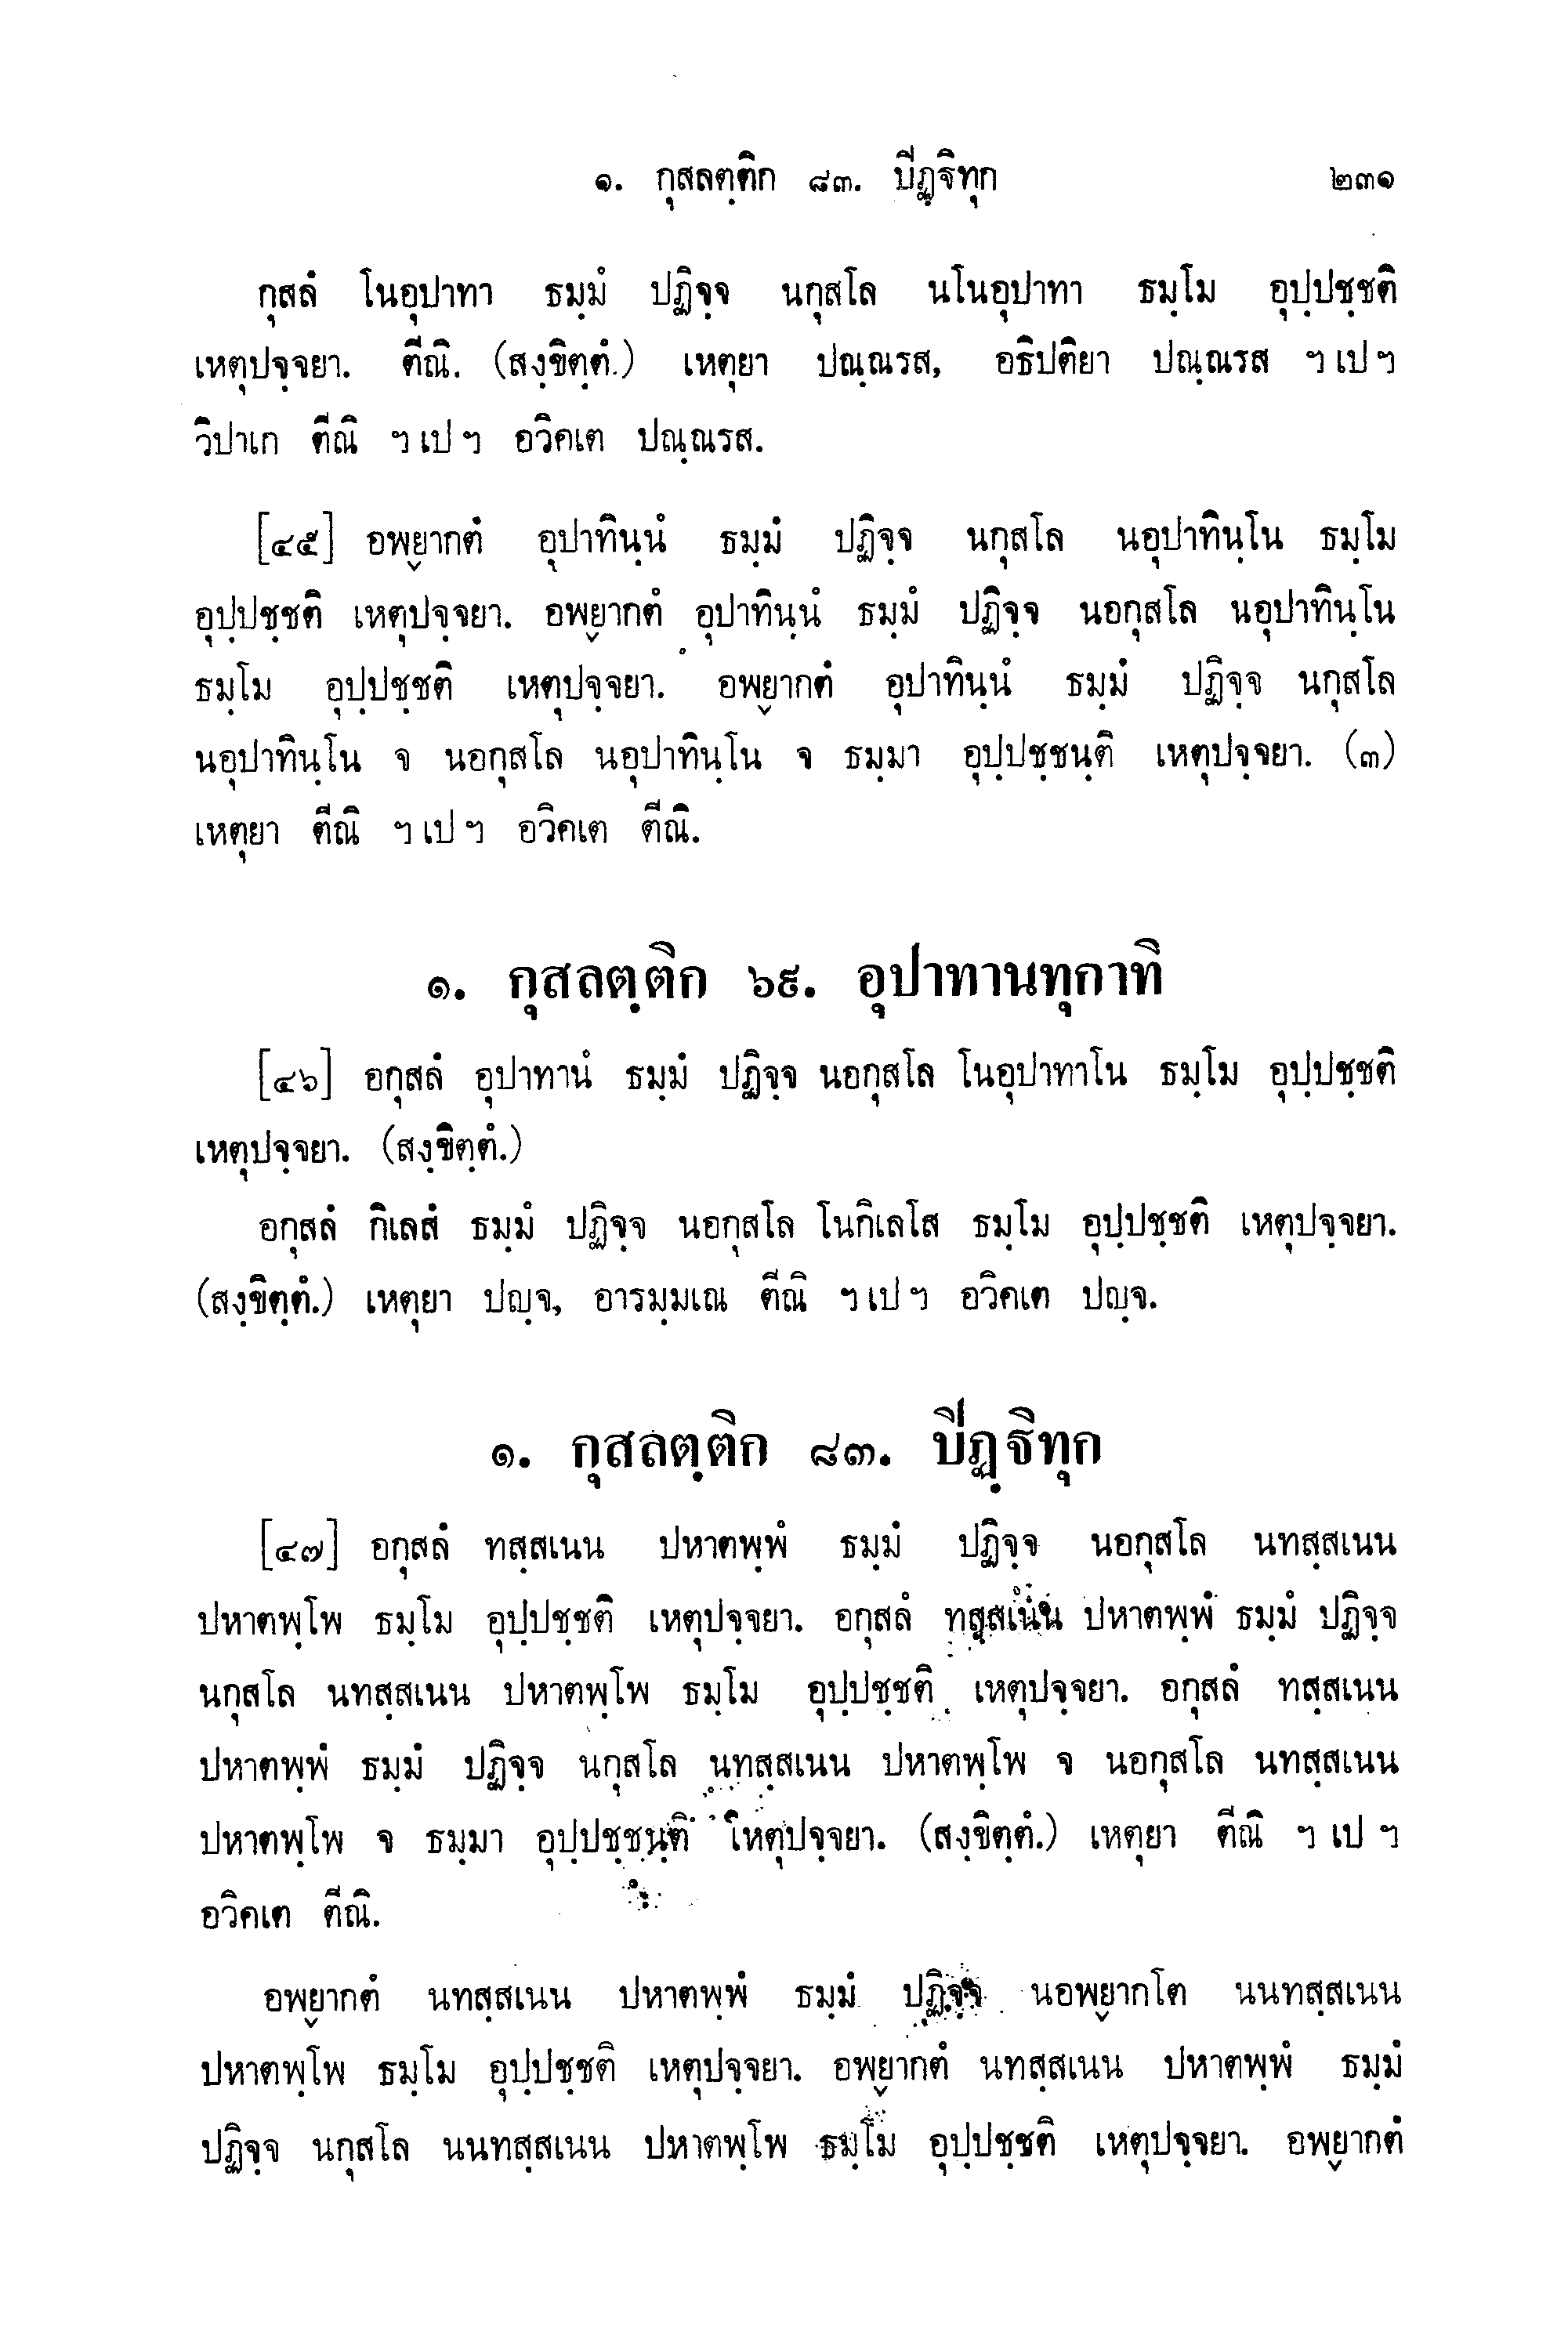 ๑. กุสลตฺติก ๘๓. ปิฏฺฐิทุก ๒๓๑
กุสลํ โนอุปาทา ธมฺมํ ปฏิจฺจ นกุสโล นโนอุปาทา ธมฺโม อุปฺปชฺชติ
เหตุปจฺจยา. ตีณิ. (สงฺขิตฺตํ.) เหตุยา ปณฺณรส, อธิปติยา ปณฺณรส ฯ เป ฯ
วิปาเก ตีณิ ฯ เป ฯ อวิคเต ปณฺณรส.
[๔๕] อพฺยากตํ อุปาทินฺนํ ธมฺมํ ปฏิจฺจ นกุสโล นอุปาทินฺโน ธมฺโม
อุปฺปชฺชติ เหตุปจฺจยา. อพฺยากตํ อุปาทินฺนํ ธมฺมํ ปฏิจฺจ นอกุสโล นอุปาทินฺโน
ธมฺโม อุปฺปชฺชติ เหตุปจฺจยา. อพฺยากตํ อุปาทินฺนํ ธมฺมํ ปฏิจฺจ นกุสโล
นอุปาทินฺโน จ นอกุสโล นอุปาทินฺโน จ ธมฺมา อุปฺปชฺชนฺติ เหตุปจฺจยา. (๓)
เหตุยา ตีณิ ฯ เป ฯ อวิคเต ตีณิ.
๑. กุสลตฺติก ๖๙. อุปาทานทุกาทิ
[๔๖] อกุสลํ อุปาทานํ ธมฺมํ ปฏิจฺจ นอกุสโล โนอุปาทาโน ธมฺโม อุปฺปชฺชติ
เหตุปจฺจยา. (สงฺขิตฺตํ.)
อกุสลํ กิเลสํ ธมฺมํ ปฏิจฺจ นอกุสโล โนกิเลโส ธมฺโม อุปฺปชฺชติ เหตุปจฺจยา.
(สงฺขิตฺตํ.) เหตุยา ปญฺจ, อารมฺมเณ ตีณิ ฯ เป ฯ อวิคเต ปญฺจ.
๑. กุสลตฺติก ๘๓. ปิฏฺฐิทุก
[๔๗] อกุสลํ ทสฺสเนน ปหาตพฺพํ ธมฺมํ ปฏิจฺจ นอกุสโล นทสฺสเนน
ปหาตพฺโพ ธมฺโม อุปฺปชฺชติ เหตุปจฺจยา. อกุสลํ ทสฺสเนน ปหาตพฺพํ ธมฺมํ ปฏิจฺจ
นกุสโล นทสฺสเนน ปหาตพฺโพ ธมฺโม อุปฺปชฺชติ เหตุปจฺจยา. อกุสลํ ทสฺสเนน
ปหาตพฺพํ ธมฺมํ ปฏิจฺจ นกุสโล นทสฺสเนน ปหาตพฺโพ จ นอกุสโล นทสฺสเนน
ปหาตพฺโพ จ ธมฺมา อุปฺปชฺชนฺติ เหตุปจฺจยา. (สงฺขิตฺตํ.) เหตุยา ตีณิ ฯ เป ฯ
อวิคเต ตีณิ.
อพฺยากตํ นทสฺสเนน ปหาตพฺพํ ธมฺมํ ปฏิจฺจ นอพฺยากโต นนทสฺสเนน
ปหาตพฺโพ ธมฺโม อุปฺปชฺชติ เหตุปจฺจยา. อพฺยากตํ นทสฺสเนน ปหาตพฺพํ ธมฺมํ
ปฏิจฺจ นกุสโล นนทสฺสเนน ปหาตพฺโพ ธมฺโม อุปฺปชฺชติ เหตุปจฺจยา. อพฺยากตํ